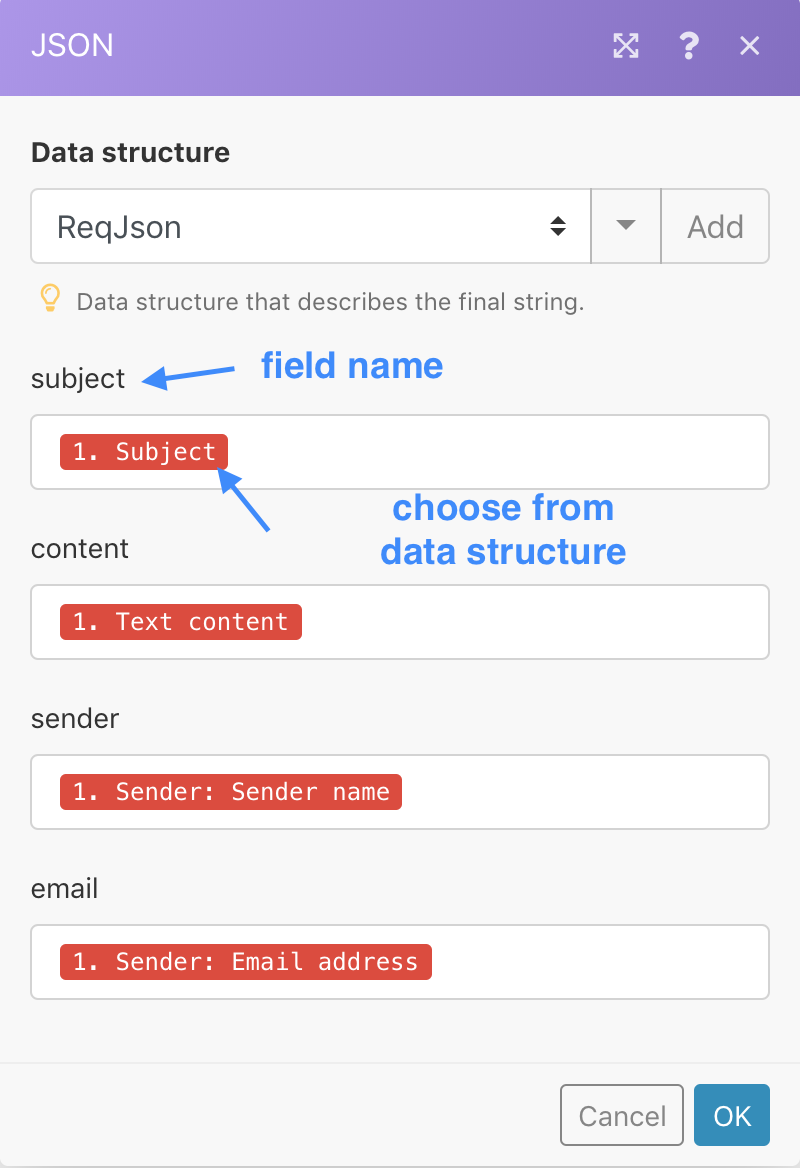 JSON
Data structure
ReqJson
Add
Data structure that describes the final string.
subject
field name
1. Subject
choose from
data structure
content
1. Text content
sender
1. Sender: Sender name
email
1. Sender: Email address
Cancel
OK